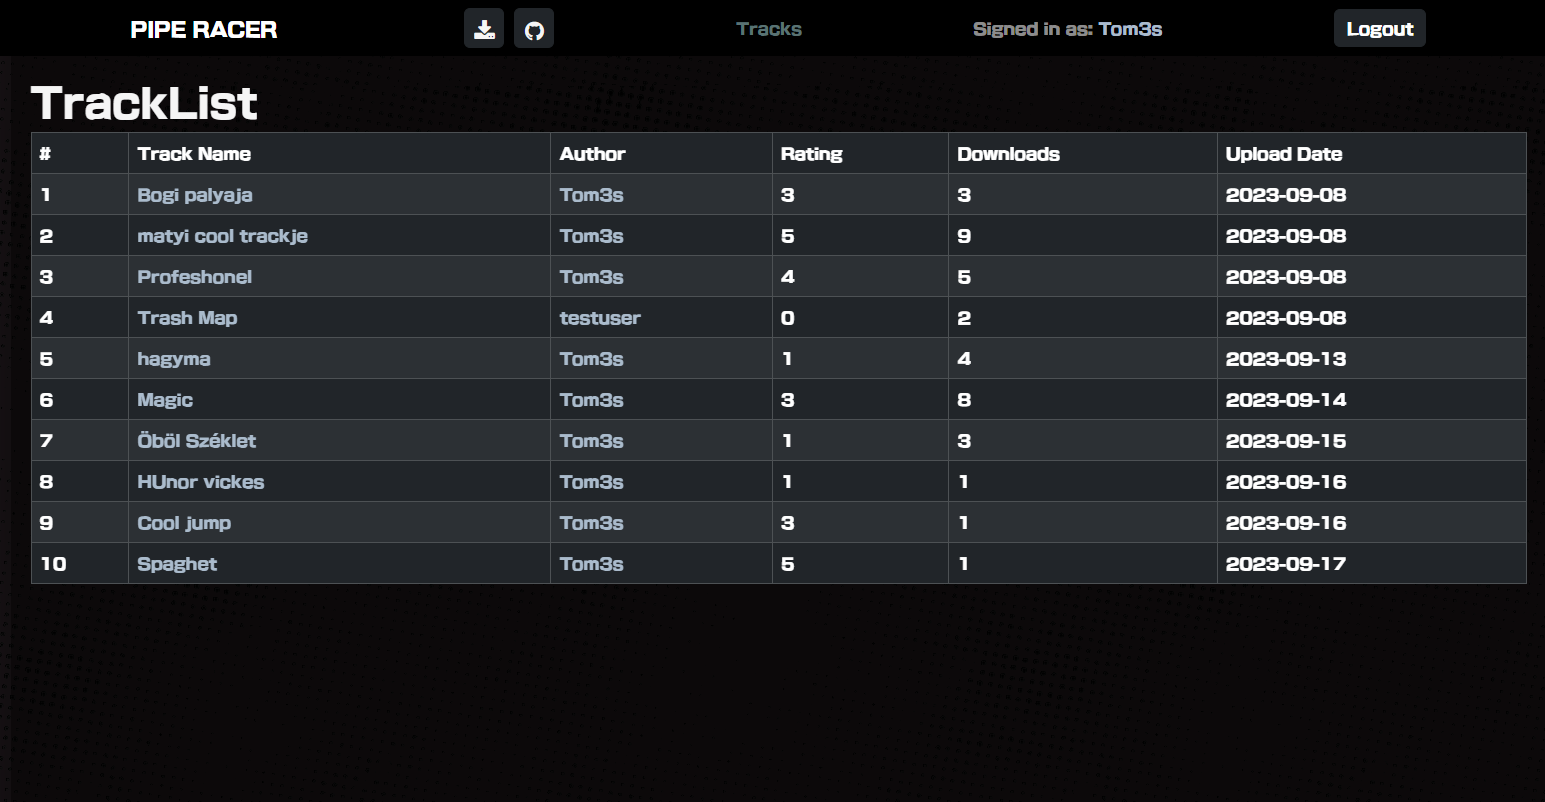 PIPE RACER Tracks Signed in as: Tom3s Logout
TrackList
# Track Name Author Rating Downloads Upload Date
1 Bogi palyaja Tom3s 3 3 2023-09-08
2 matyi cool trackje Tom3s 5 9 2023-09-08
3 Profeshonel Tom3s 4 5 2023-09-08
4 Trash Map testuser 0 2 2023-09-08
5 hagyma Tom3s 1 4 2023-09-13
6 Magic Tom3s 3 8 2023-09-14
7 Öböl Széklet Tom3s 1 3 2023-09-15
8 HUnor vickes Tom3s 1 1 2023-09-16
9 Cool jump Tom3s 3 1 2023-09-16
10 Spaghet Tom3s 5 1 2023-09-17